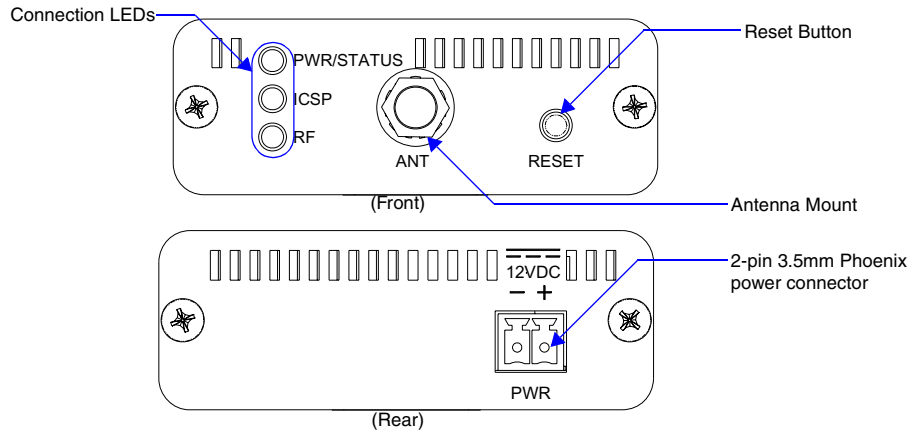 Connection LEDs
PWR/STATUS
Reset Button
ICSP
RF
ANT
RESET
(Front)
Antenna Mount
12VDC
– +
2-pin 3.5mm Phoenix
power connector
PWR
(Rear)